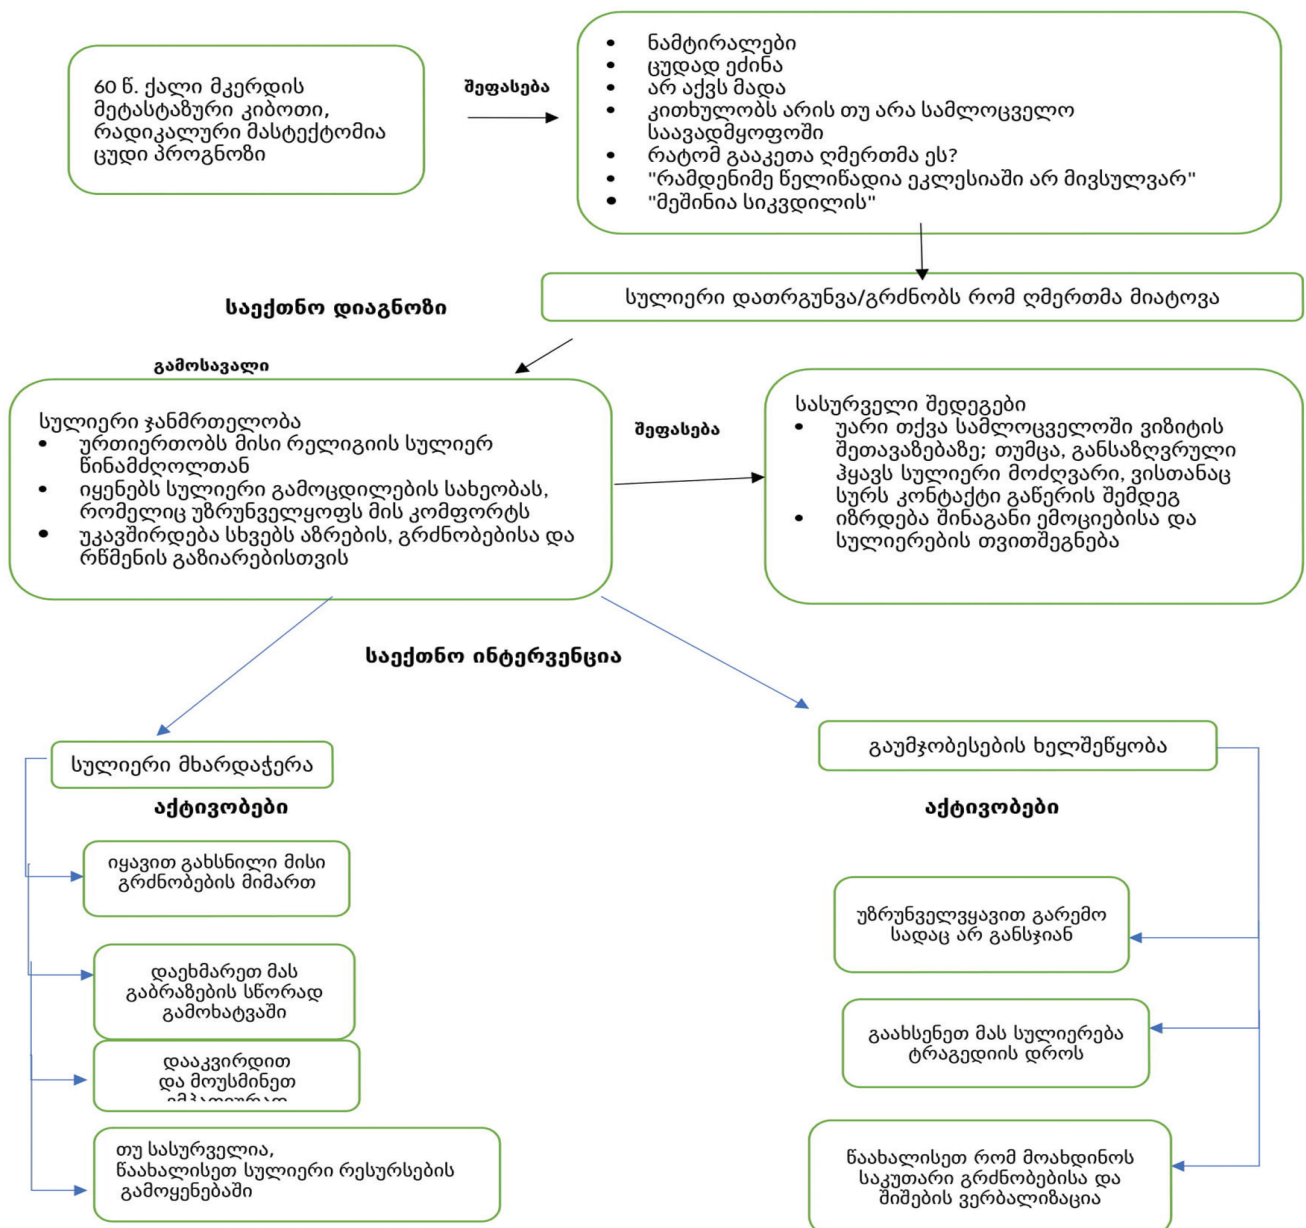 60 წ. ქალი მკერდის
მეტასტაზური კიბოთი,
რადიკალური მასტექტომია
ცუდი პროგნოზი
შეფასება
• ნამტირალები
• ცუდად ეძინა
• არ აქვს მადა
• კითხულობს არის თუ არა სამლოცველო
საავადმყოფოში
• რატომ გააკეთა ღმერთმა ეს?
• "რამდენიმე წელიწადია ეკლესიაში არ მივსულვარ"
• "მეშინია სიკვდილის"
სულიერი დათრგუნვა/გრძნობს რომ ღმერთმა მიატოვა
საექთნო დიაგნოზი
გამოსავალი
სულიერი ჯანმრთელობა
• ურთიერთობს მისი რელიგიის სულიერ
წინამძღოლთან
• იყენებს სულიერი გამოცდილების სახეობას,
რომელიც უზრუნველყოფს მის კომფორტს
• უკავშირდება სხვებს აზრების, გრძნობებისა და
რწმენის გაზიარებისთვის
შეფასება
სასურველი შედეგები
• უარი თქვა სამლოცველოში ვიზიტის
შეთავაზებაზე; თუმცა, განსაზღვრული
ჰყავს სულიერი მოძღვარი, ვისთანაც
სურს კონტაქტი გაწერის შემდეგ
• იზრდება შინაგანი ემოციებისა და
სულიერების თვითშეგნება
საექთნო ინტერვენცია
სულიერი მხარდაჭერა
აქტივობები
იყავით გახსნილი მისი
გრძნობების მიმართ
დაეხმარეთ მას
გაბრაზების სწორად
გამოხატვაში
დააკვირდით
და მოუსმინეთ
თუ სასურველია,
წაახალისეთ სულიერი რესურსების
გამოყენებაში
გაუმჯობესების ხელშეწყობა
აქტივობები
უზრუნველვყავით გარემო
სადაც არ განსჯიან
გაახსენეთ მას სულიერება
ტრაგედიის დროს
წაახალისეთ რომ მოახდინოს
საკუთარი გრძნობებისა და
შიშების ვერბალიზაცია